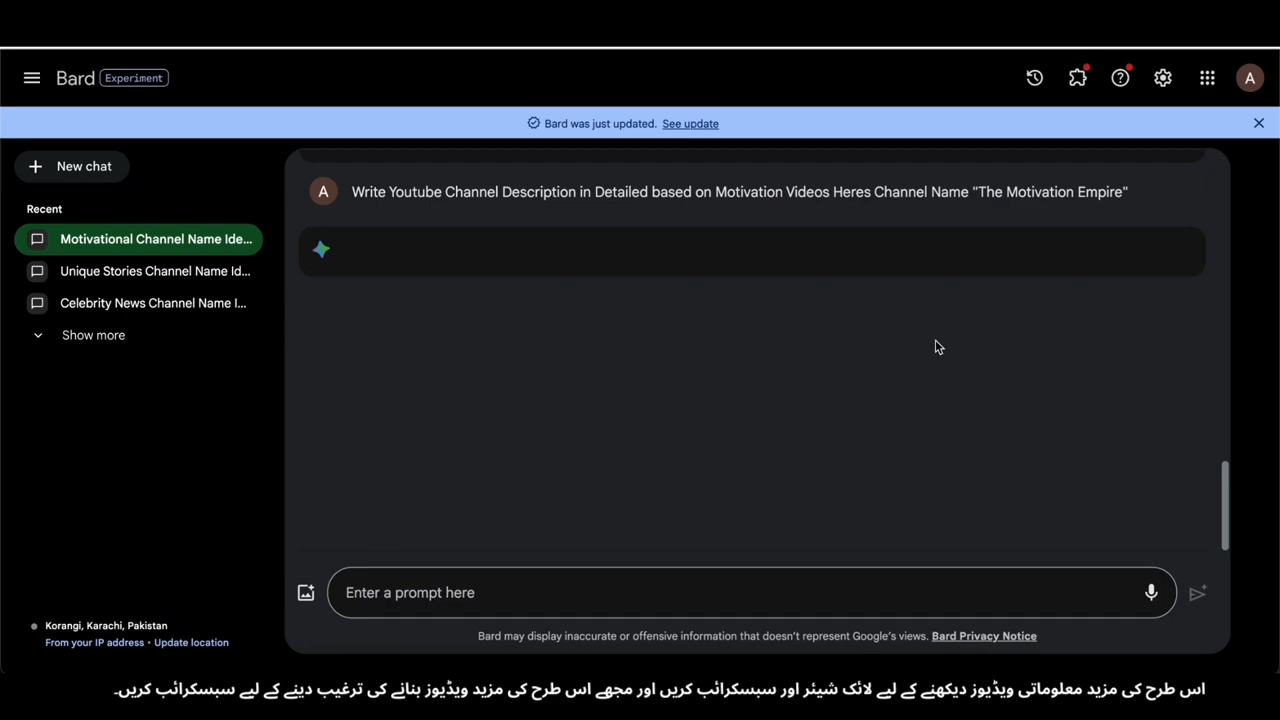 Bard Experiment
A
Bard was just updated. See update
New chat
Recent
Motivational Channel Name Ide...
Unique Stories Channel Name Id...
Celebrity News Channel Name I...
Show more
A Write Youtube Channel Description in Detailed based on Motivation Videos Heres Channel Name "The Motivation Empire"
Enter a prompt here
Korangi, Karachi, Pakistan
From your IP address • Update location
Bard may display inaccurate or offensive information that doesn't represent Google's views. Bard Privacy Notice
اس طرح کی مزید معلوماتی ویڈیوز دیکھنے کے لیے لائک شیئر اور سبسکرائب کریں اور مجھے اس طرح کی مزید ویڈیوز بنانے کی ترغیب دینے کے لیے سبسکرائب کریں۔